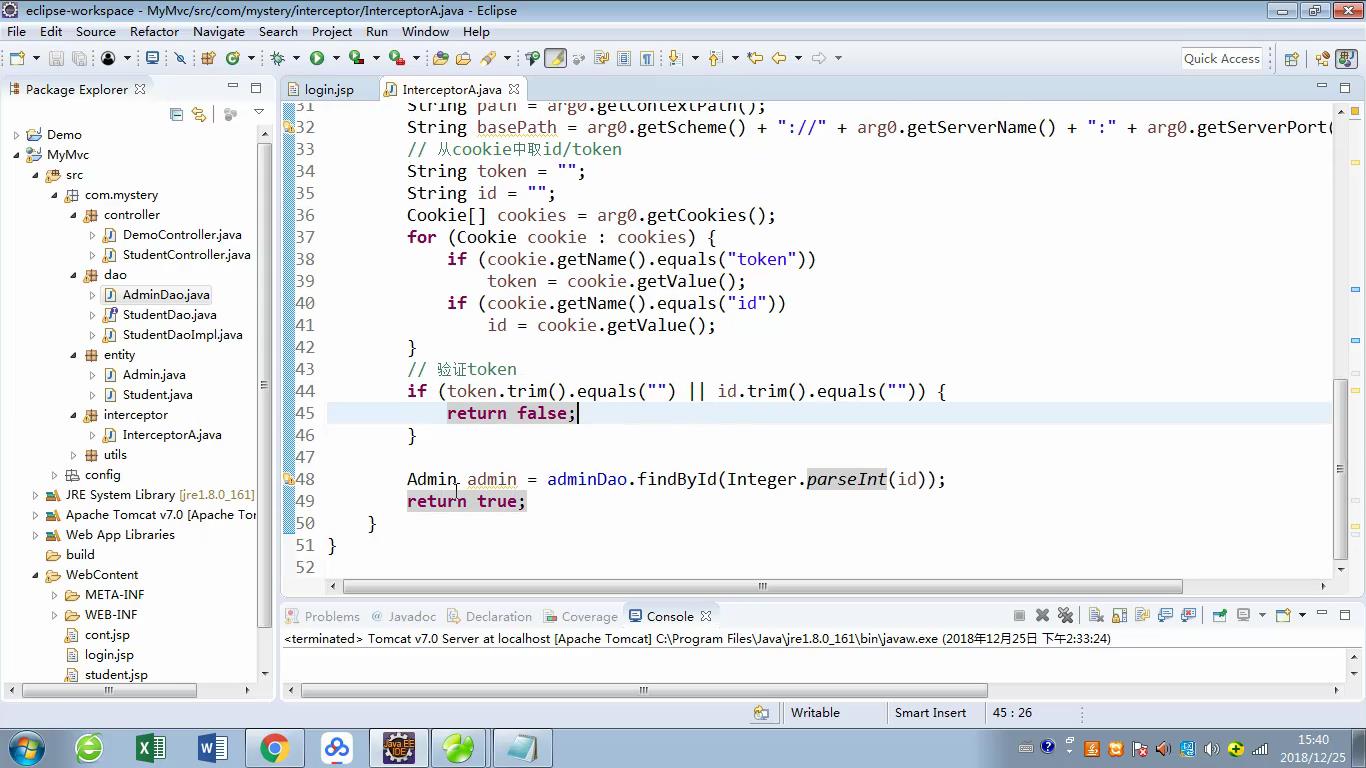 eclipse-workspace - MyMvc/src/com/mystery/interceptor/InterceptorA.java - Eclipse
File Edit Source Refactor Navigate Search Project Run Window Help
Quick Access
Package Explorer
Demo
MyMvc
src
com.mystery
controller
DemoController.java
StudentController.java
dao
AdminDao.java
StudentDao.java
StudentDaoImpl.java
entity
Admin.java
Student.java
interceptor
InterceptorA.java
utils
config
JRE System Library [jre1.8.0_161]
Apache Tomcat v7.0 [Apache Tor
Web App Libraries
build
WebContent
META-INF
WEB-INF
cont.jsp
login.jsp
student.jsp
login.jsp InterceptorA.java
31 String path = arg0.getContextPath();
32 String basePath = arg0.getScheme() + "://" + arg0.getServerName() + ":" + arg0.getServerPort(
33 // 从cookie中取id/token
34 String token = "";
35 String id = "";
36 Cookie[] cookies = arg0.getCookies();
37 for (Cookie cookie : cookies) {
38 if (cookie.getName().equals("token"))
39 token = cookie.getValue();
40 if (cookie.getName().equals("id"))
41 id = cookie.getValue();
42 }
43 // 验证token
44 if (token.trim().equals("") || id.trim().equals("")) {
45 return false;
46 }
47
48 Admin admin = adminDao.findById(Integer.parseInt(id));
49 return true;
50 }
51 }
52
Problems Javadoc Declaration Coverage Console
<terminated> Tomcat v7.0 Server at localhost [Apache Tomcat] C:\Program Files\Java\jre1.8.0_161\bin\javaw.exe (2018年12月25日 下午2:33:24)
Writable Smart Insert 45 : 26
15:40
2018/12/25